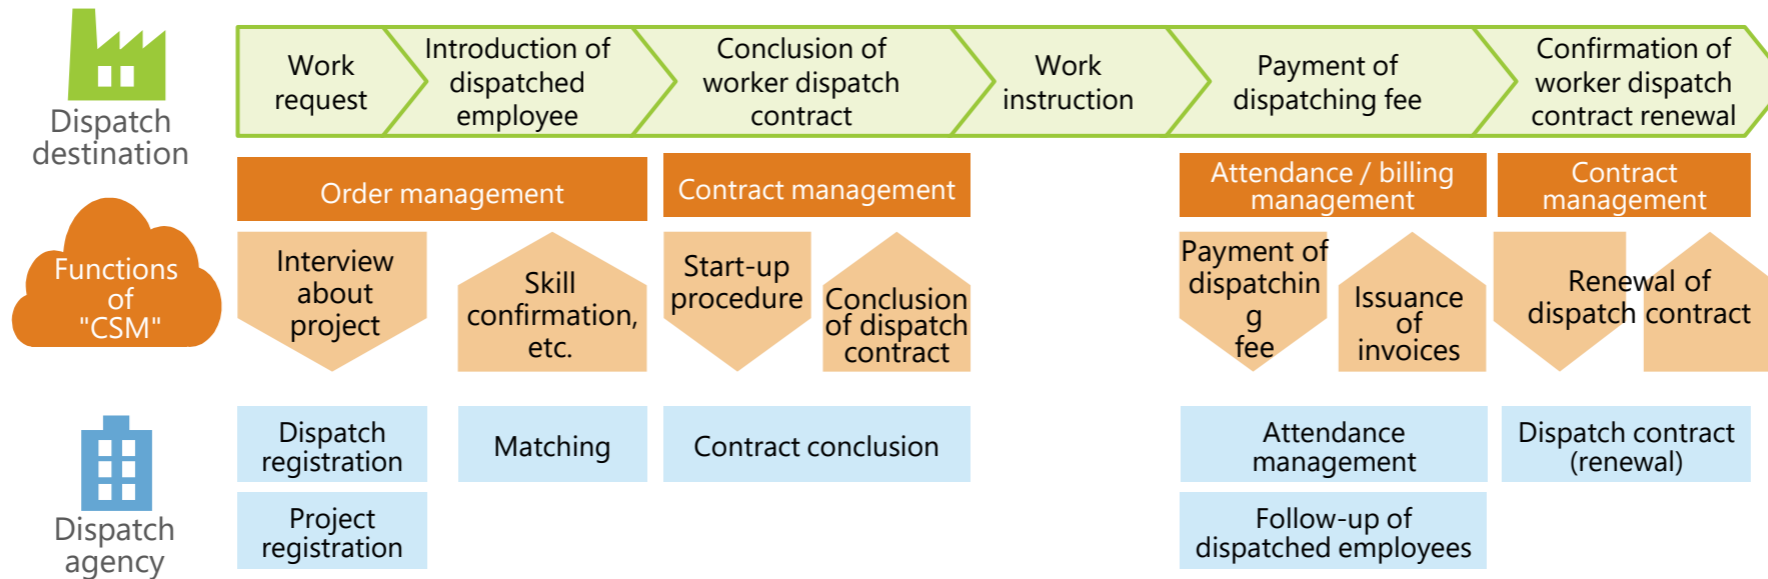 Dispatch
destination
Work
request
Introduction of
dispatched
employee
Conclusion of
worker dispatch
contract
Work
instruction
Payment of
dispatching fee
Confirmation of
worker dispatch
contract renewal
Functions
of
"CSM"
Order management
Contract management
Attendance / billing
management
Contract
management
Interview
about
project
Skill
confirmation,
etc.
Start-up
procedure
Conclusion
of dispatch
contract
Payment of
dispatchin
g
fee
Issuance
of
invoices
Renewal of
dispatch contract
Dispatch
agency
Dispatch
registration
Matching
Contract conclusion
Attendance
management
Dispatch contract
(renewal)
Project
registration
Follow-up of
dispatched employees